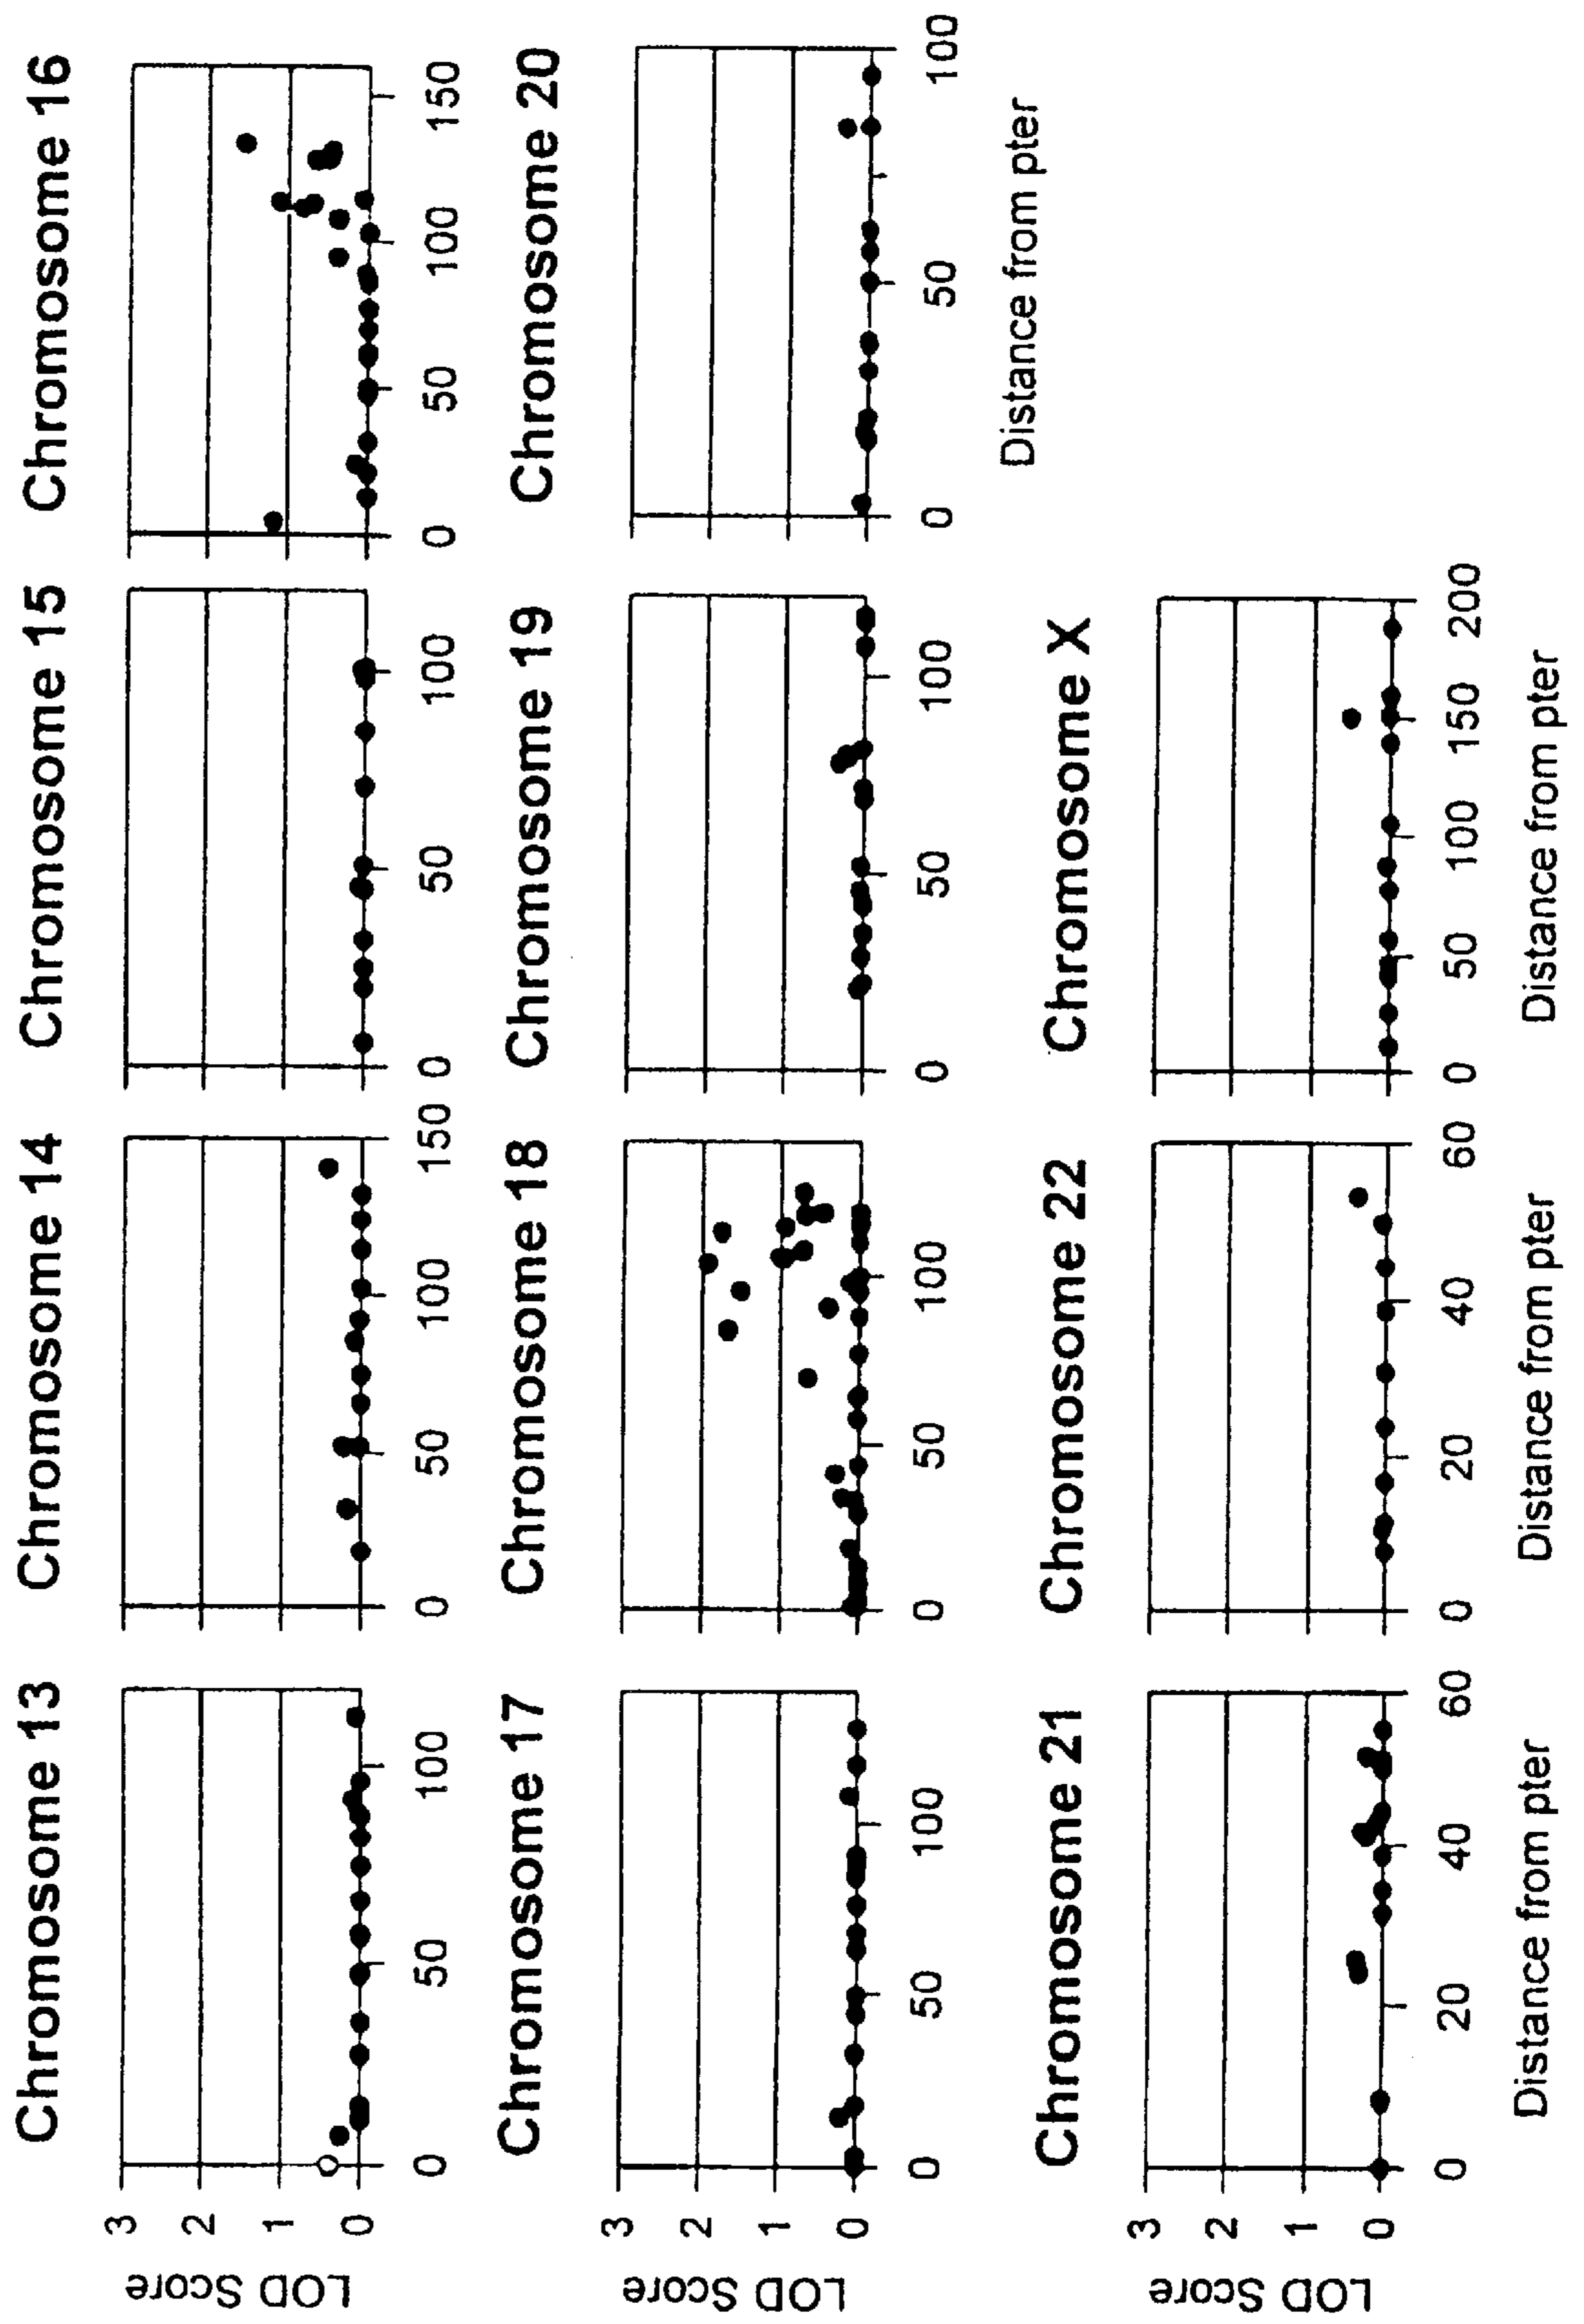 Chromosome 13 Chromosome 14 Chromosome 15 Chromosome 16
LOD Score
3
2
1
0
0 50 100 0 50 100 150 0 50 100 0 50 100 150
Chromosome 17 Chromosome 18 Chromosome 19 Chromosome 20
LOD Score
3
2
1
0
0 50 100 0 50 100 0 50 100 0 50 100
Distance from pter
Chromosome 21 Chromosome 22 Chromosome X
LOD Score
3
2
1
0
0 20 40 60 0 20 40 60 0 50 100 150 200
Distance from pter Distance from pter Distance from pter